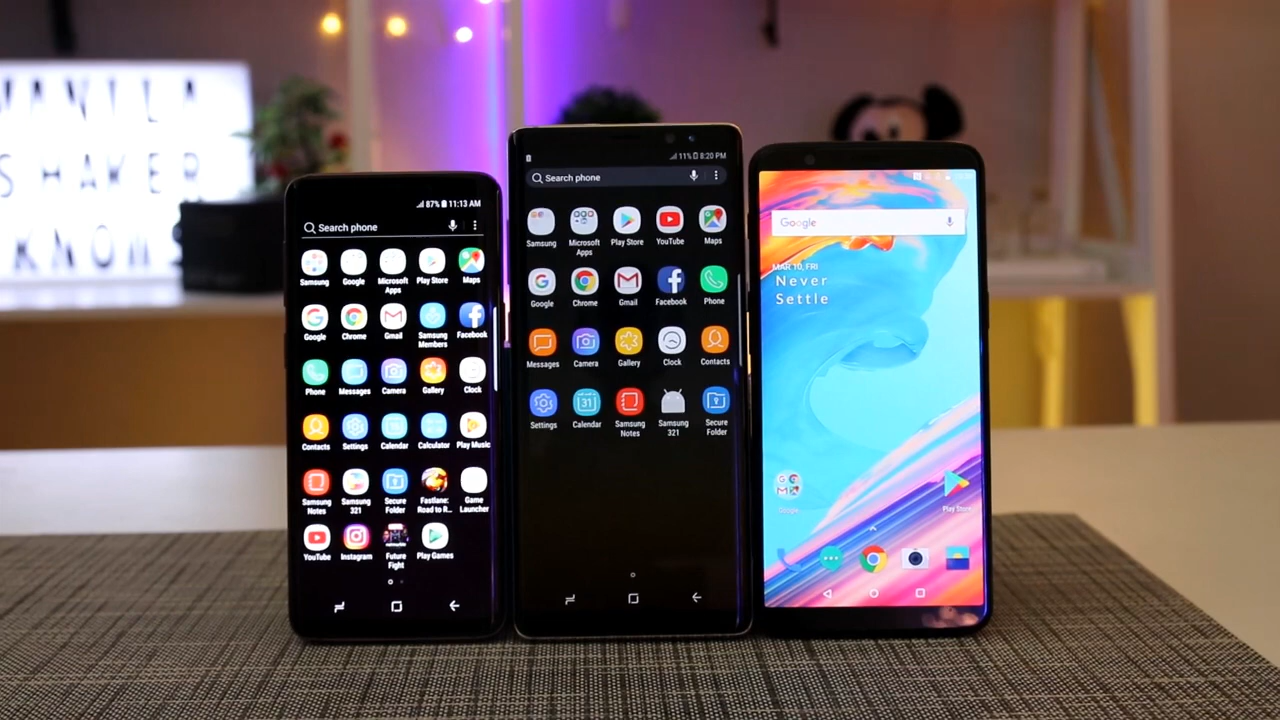 VANILA
SHAKER
KNOWS
87% 11:13 AM
Search phone
Samsung
Google
Microsoft Apps
Play Store
Maps
Google
Chrome
Gmail
Samsung Members
Facebook
Phone
Messages
Camera
Gallery
Clock
Contacts
Settings
Calendar
Calculator
Play Music
Samsung Notes
Samsung 321
Secure Folder
Fastlane: Road to R...
Game Launcher
YouTube
Instagram
Future Fight
Play Games
11% 8:20 PM
Search phone
Samsung
Microsoft Apps
Play Store
YouTube
Maps
Google
Chrome
Gmail
Facebook
Phone
Messages
Camera
Gallery
Clock
Contacts
Settings
31
Calendar
Samsung Notes
Samsung 321
Secure Folder
Google
MAR 10, FRI
Never
Settle
Google
Play Store